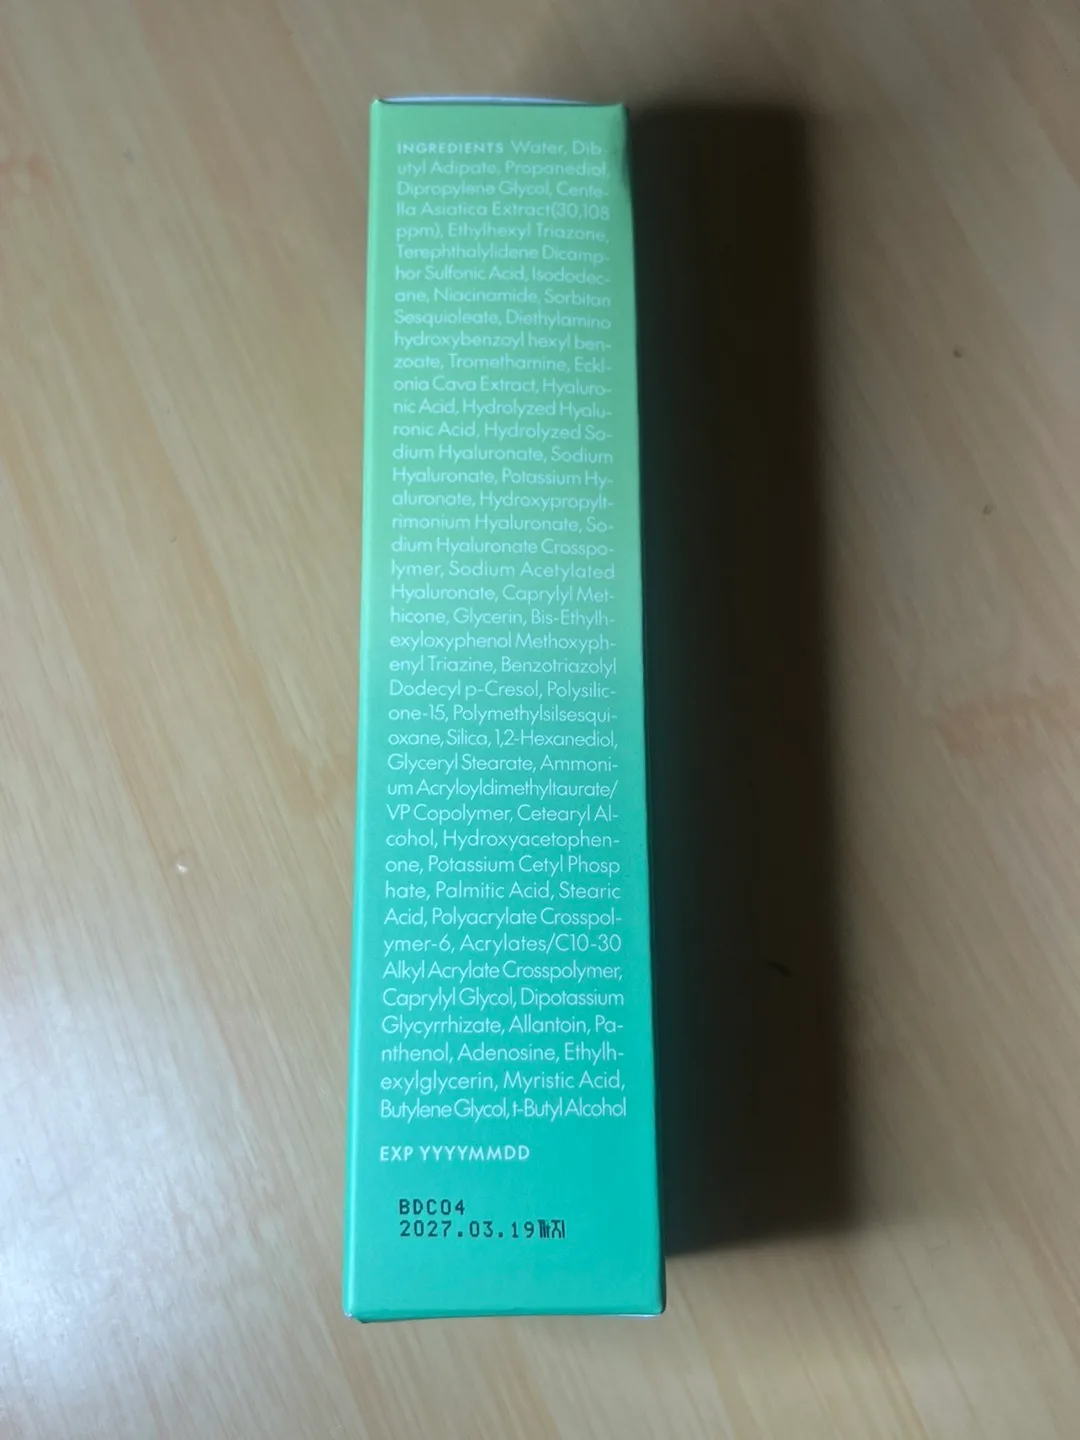 INGREDIENTS Water, Dib-
utyl Adipate, Propanediol,
Dipropylene Glycol, Cente-
lla Asiatica Extract(30,108
ppm), Ethylhexyl Triazone,
Terephthalylidene Dicamp-
hor Sulfonic Acid, Isododec-
ane, Niacinamide, Sorbitan
Sesquioleate, Diethylamino
hydroxybenzoyl hexyl ben-
zoate, Tromethamine, Eckl-
onia Cava Extract, Hyaluro-
nic Acid, Hydrolyzed Hyalu-
ronic Acid, Hydrolyzed So-
dium Hyaluronate, Sodium
Hyaluronate, Potassium Hy-
aluronate, Hydroxypropylt-
rimonium Hyaluronate, So-
dium Hyaluronate Crosspo-
lymer, Sodium Acetylated
Hyaluronate, Caprylyl Met-
hicone, Glycerin, Bis-Ethylh-
exyloxyphenol Methoxyph-
enyl Triazine, Benzotriazolyl
Dodecyl p-Cresol, Polysilic-
one-15, Polymethylsilsesqui-
oxane, Silica, 1,2-Hexanediol,
Glyceryl Stearate, Ammoni-
um Acryloyldimethyltaurate/
VP Copolymer, Cetearyl Al-
cohol, Hydroxyacetophen-
one, Potassium Cetyl Phosp
hate, Palmitic Acid, Stearic
Acid, Polyacrylate Crosspol-
ymer-6, Acrylates/C10-30
Alkyl Acrylate Crosspolymer,
Caprylyl Glycol, Dipotassium
Glycyrrhizate, Allantoin, Pa-
nthenol, Adenosine, Ethylh-
exylglycerin, Myristic Acid,
Butylene Glycol, t-Butyl Alcohol
EXP YYYYMMDD
BDC04
2027.03.19까지